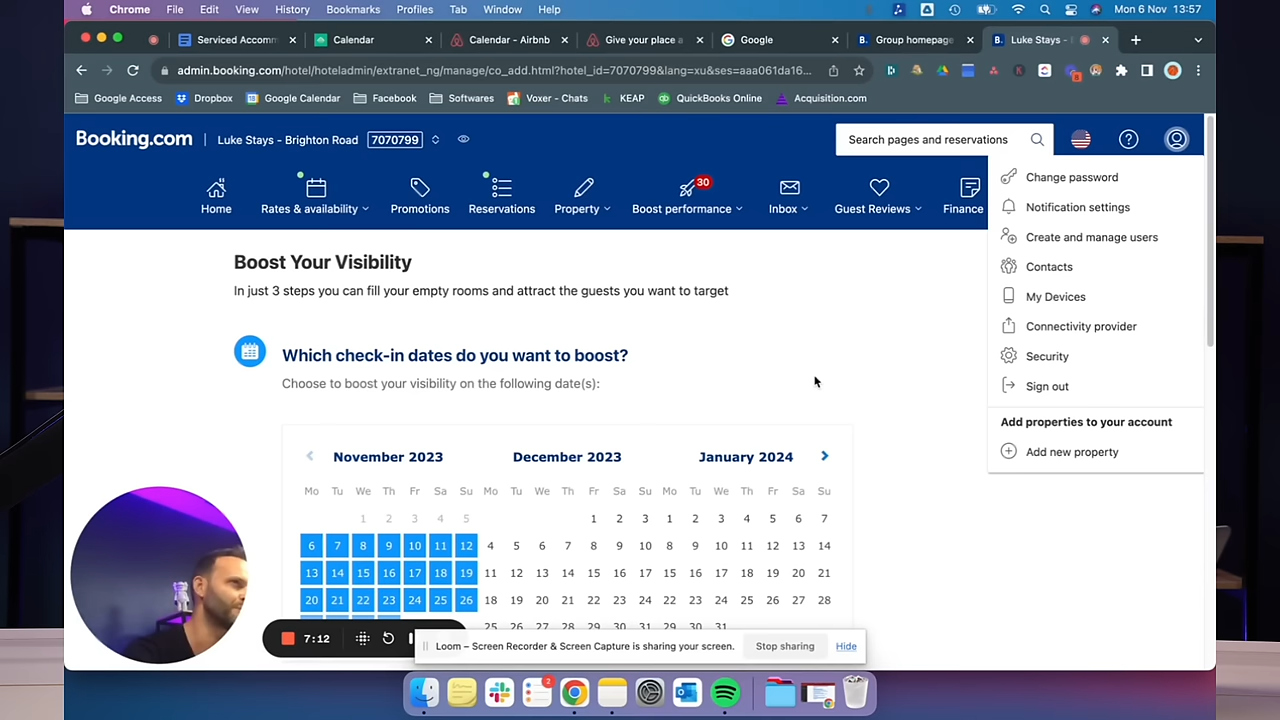 Chrome File Edit View History Bookmarks Profiles Tab Window Help Mon 6 Nov 13:57
Serviced Accomm Calendar Calendar - Airbnb Give your place a Google Group homepage Luke Stays -
admin.booking.com/hotel/hoteladmin/extranet_ng/manage/co_add.html?hotel_id=7070799&lang=xu&ses=aaa061da16...
Google Access Dropbox Google Calendar Facebook Softwares Voxer - Chats KEAP QuickBooks Online Acquisition.com
Booking.com Luke Stays - Brighton Road 7070799 Search pages and reservations
30
Home Rates & availability Promotions Reservations Property Boost performance Inbox Guest Reviews Finance
Change password
Notification settings
Create and manage users
Contacts
My Devices
Connectivity provider
Security
Sign out
Add properties to your account
Add new property
Boost Your Visibility
In just 3 steps you can fill your empty rooms and attract the guests you want to target
Which check-in dates do you want to boost?
Choose to boost your visibility on the following date(s):
November 2023 December 2023 January 2024
Mo Tu We Th Fr Sa Su Mo Tu We Th Fr Sa Su Mo Tu We Th Fr Sa Su
1 2 3 4 5 1 2 3 1 2 3 4 5 6 7
6 7 8 9 10 11 12 4 5 6 7 8 9 10 8 9 10 11 12 13 14
13 14 15 16 17 18 19 11 12 13 14 15 16 17 15 16 17 18 19 20 21
20 21 22 23 24 25 26 18 19 20 21 22 23 24 22 23 24 25 26 27 28
25 26 27 28 29 30 31 29 30 31
7:12
Loom – Screen Recorder & Screen Capture is sharing your screen. Stop sharing Hide
2